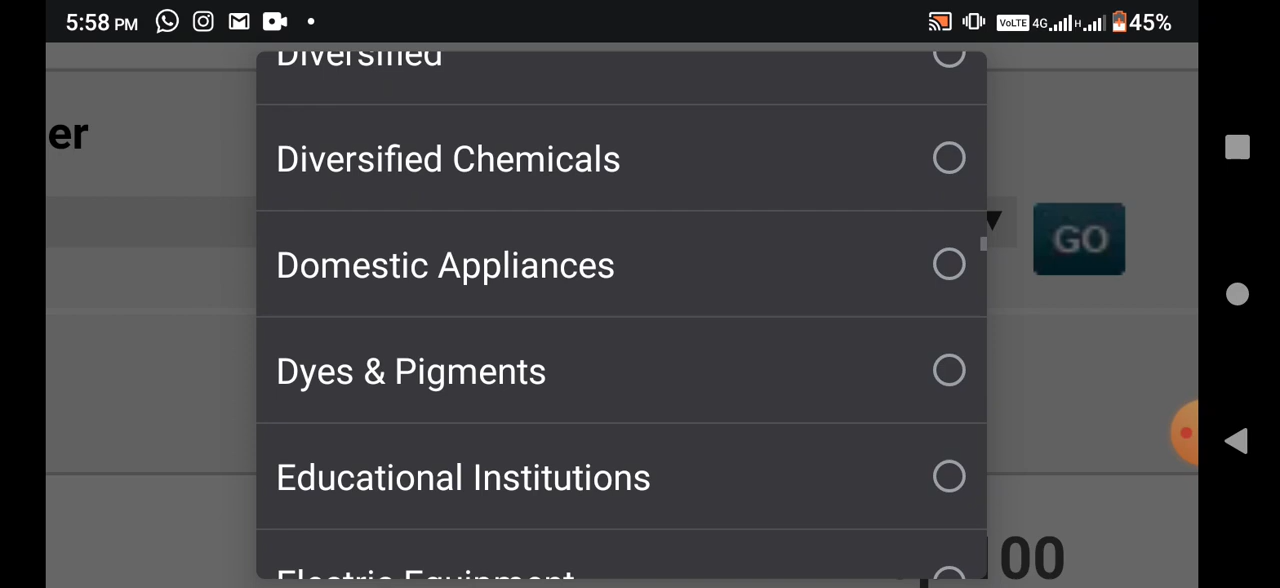 5:58 PM
VoLTE 4G H 45%
er
Diversified
Diversified Chemicals
GO
Domestic Appliances
Dyes & Pigments
Educational Institutions
Electric Equipment
00